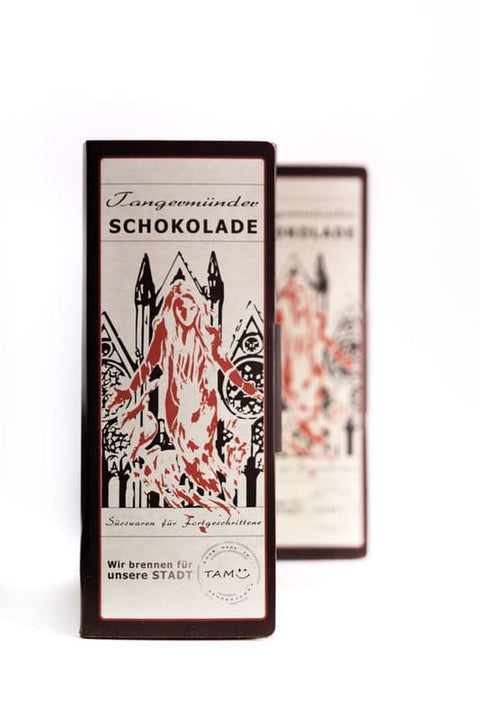 Tangermünder
SCHOKOLADE
Süsswaren für Fortgeschrittene
Wir brennen für
unsere STADT
TAM